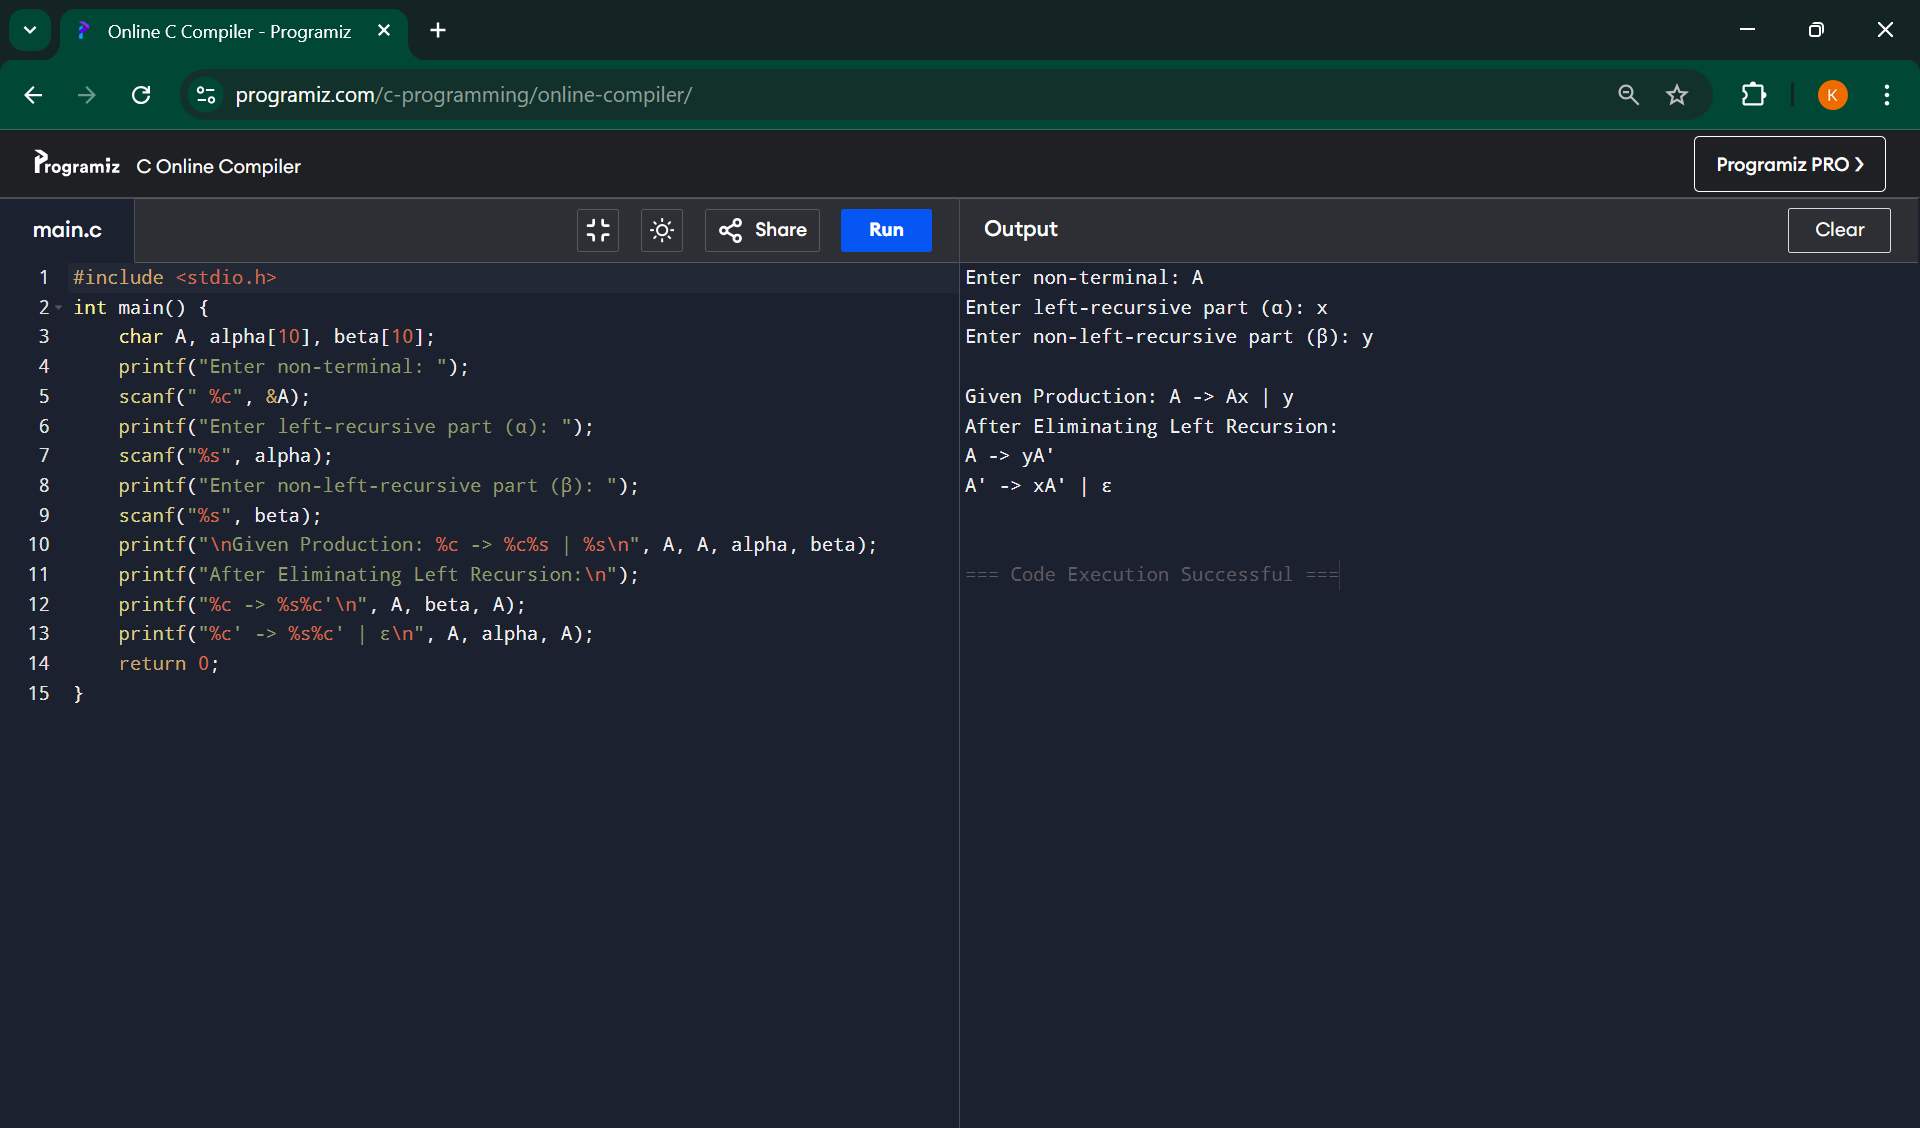 Online C Compiler - Programiz
programiz.com/c-programming/online-compiler/
K
Programiz C Online Compiler
Programiz PRO
main.c
Share
Run
Output
Clear
1 #include <stdio.h>
2 int main() {
3     char A, alpha[10], beta[10];
4     printf("Enter non-terminal: ");
5     scanf(" %c", &A);
6     printf("Enter left-recursive part (α): ");
7     scanf("%s", alpha);
8     printf("Enter non-left-recursive part (β): ");
9     scanf("%s", beta);
10     printf("\nGiven Production: %c -> %c%s | %s\n", A, A, alpha, beta);
11     printf("After Eliminating Left Recursion:\n");
12     printf("%c -> %s%c'\n", A, beta, A);
13     printf("%c' -> %s%c' | ε\n", A, alpha, A);
14     return 0;
15 }
Enter non-terminal: A
Enter left-recursive part (α): x
Enter non-left-recursive part (β): y
Given Production: A -> Ax | y
After Eliminating Left Recursion:
A -> yA'
A' -> xA' | ε
=== Code Execution Successful ===